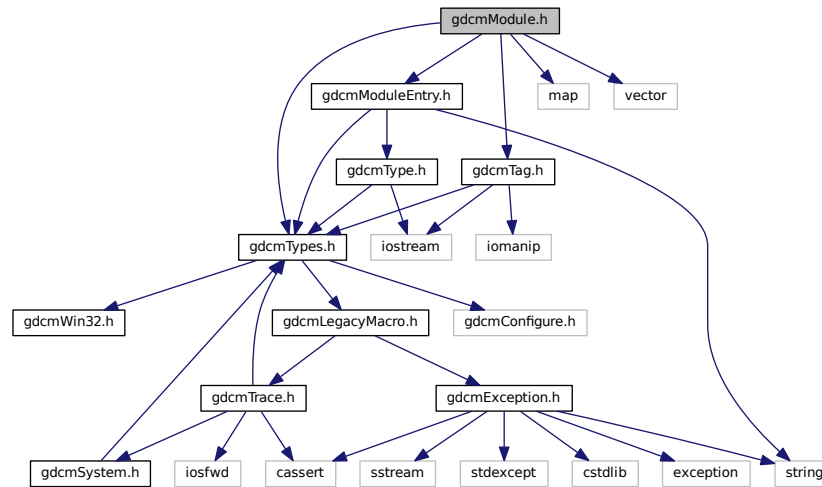 gdcmModule.h
gdcmModuleEntry.h
map
vector
gdcmType.h
gdcmTag.h
gdcmTypes.h
iostream
iomanip
gdcmWin32.h
gdcmLegacyMacro.h
gdcmConfigure.h
gdcmTrace.h
gdcmException.h
gdcmSystem.h
iosfwd
cassert
sstream
stdexcept
cstdlib
exception
string